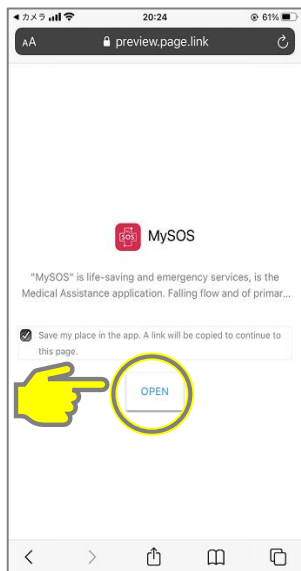 カメラ 20:24 61%
AA preview.page.link
SOS MySOS
"MySOS" is life-saving and emergency services, is the
Medical Assistance application. Falling flow and of primar...
Save my place in the app. A link will be copied to continue to
this page.
OPEN